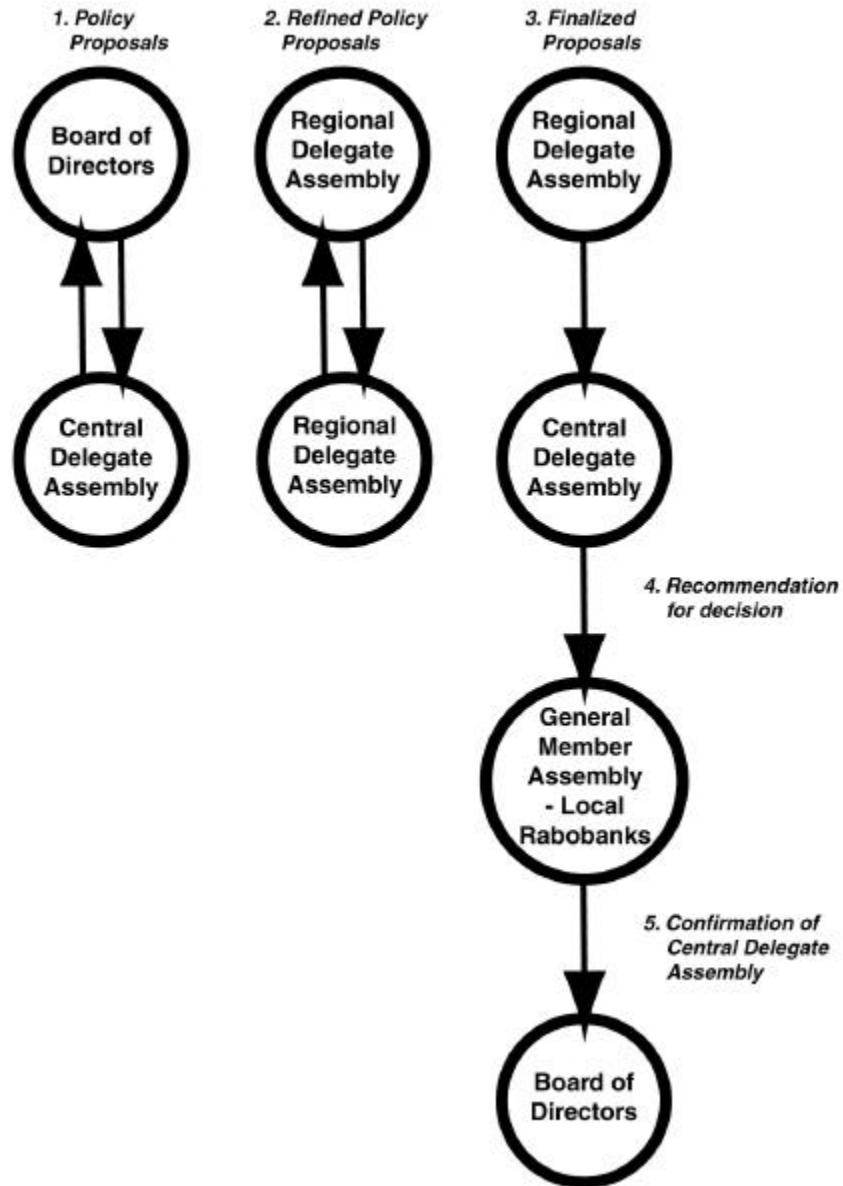 1. Policy
Proposals
2. Refined Policy
Proposals
3. Finalized
Proposals
Board of
Directors
Regional
Delegate
Assembly
Regional
Delegate
Assembly
Central
Delegate
Assembly
Regional
Delegate
Assembly
Central
Delegate
Assembly
4. Recommendation
for decision
General
Member
Assembly
- Local
Rabobanks
5. Confirmation of
Central Delegate
Assembly
Board of
Directors